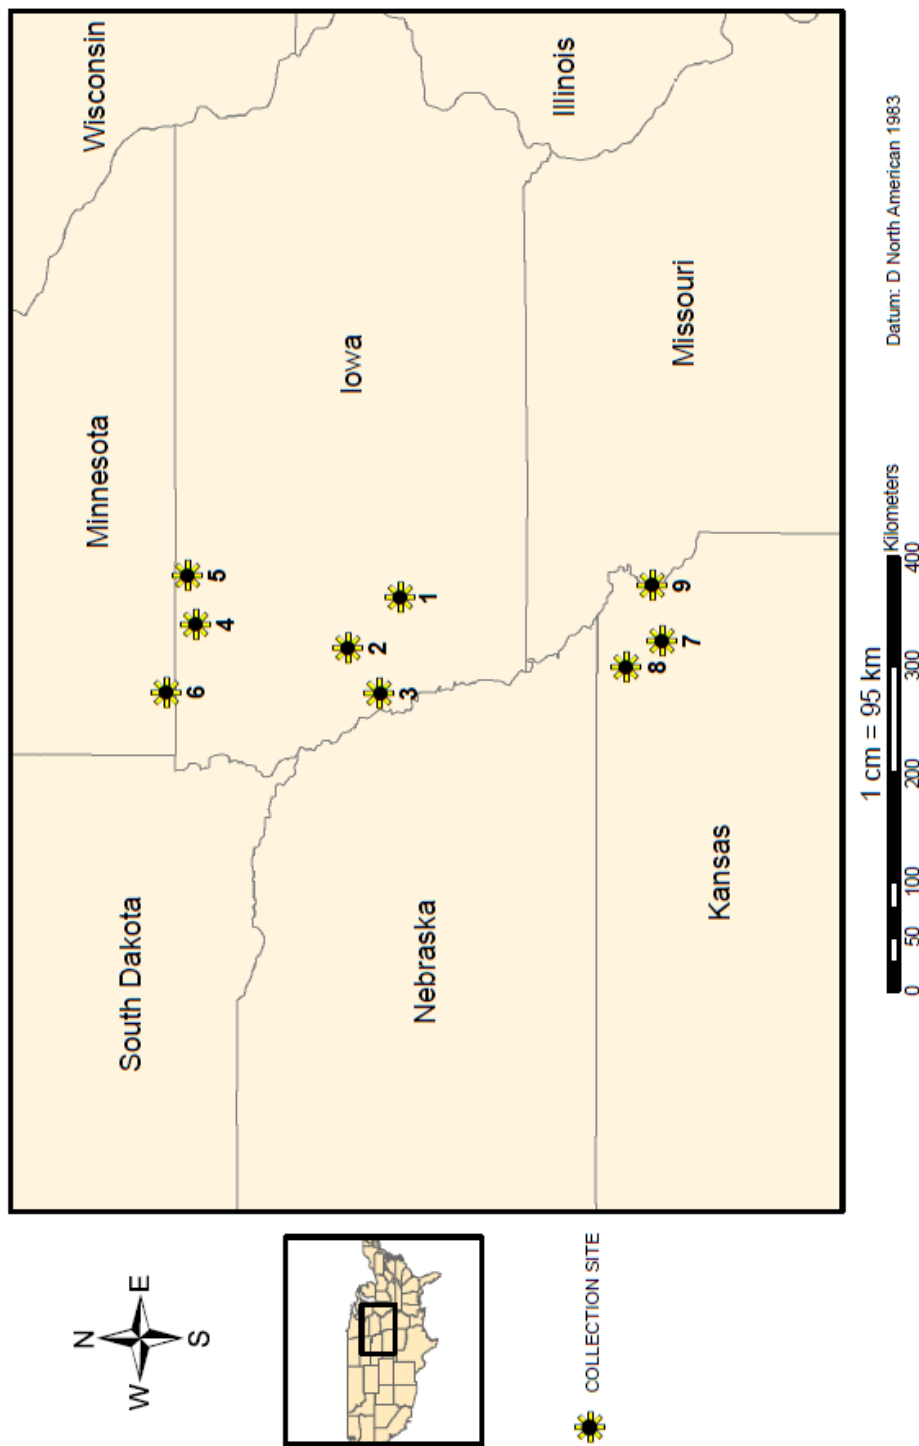 N
W E
S
COLLECTION SITE
South Dakota
Minnesota
Wisconsin
6
4
5
Nebraska
Iowa
2
3
1
Illinois
Kansas
Missouri
8
7
9
1 cm = 95 km
0 50 100 200 300 400
Kilometers
Datum: D North American 1983